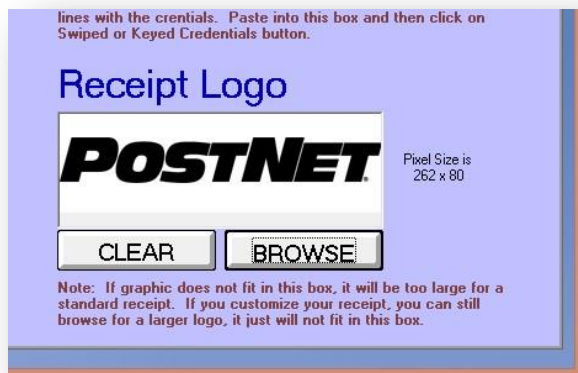 lines with the crentials. Paste into this box and then click on
Swiped or Keyed Credentials button.
Receipt Logo
POSTNET.
Pixel Size is
262 x 80
CLEAR
BROWSE
Note: If graphic does not fit in this box, it will be too large for a
standard receipt. If you customize your receipt, you can still
browse for a larger logo, it just will not fit in this box.